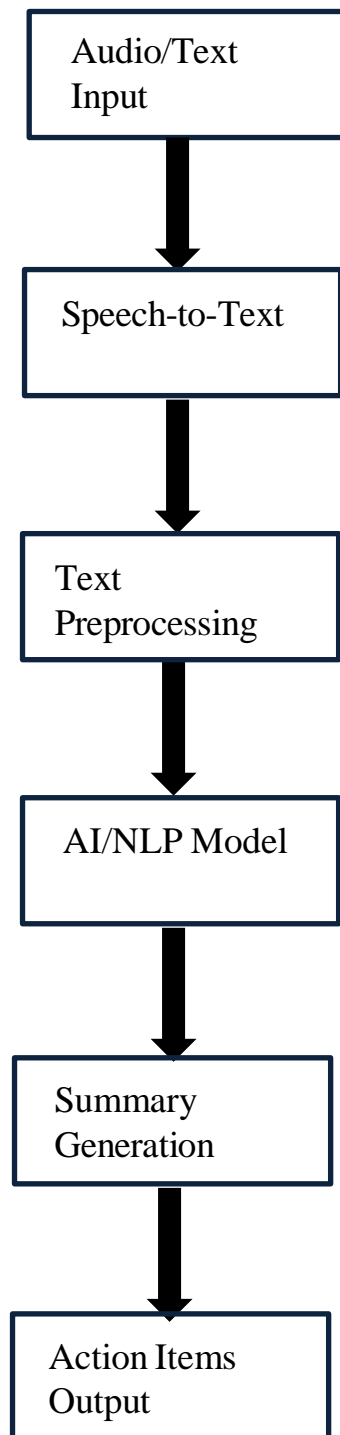 Audio/Text
Input
Speech-to-Text
Text
Preprocessing
AI/NLP Model
Summary
Generation
Action Items
Output